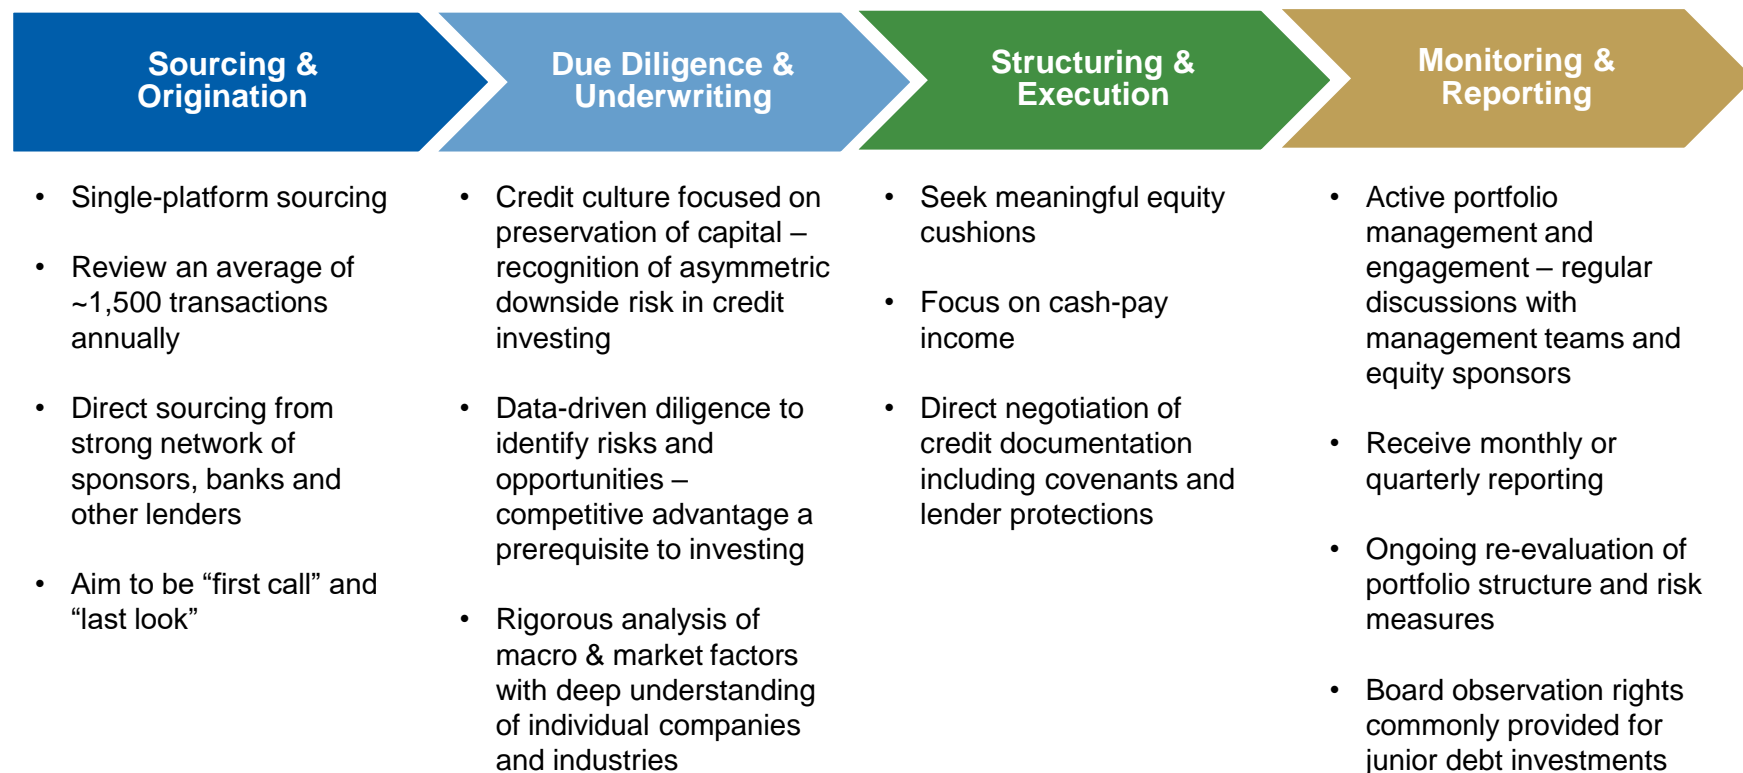 Sourcing &
Origination
Due Diligence &
Underwriting
Structuring &
Execution
Monitoring &
Reporting
• Single-platform sourcing
• Review an average of
~1,500 transactions
annually
• Direct sourcing from
strong network of
sponsors, banks and
other lenders
• Aim to be “first call” and
“last look”
• Credit culture focused on
preservation of capital –
recognition of asymmetric
downside risk in credit
investing
• Data-driven diligence to
identify risks and
opportunities –
competitive advantage a
prerequisite to investing
• Rigorous analysis of
macro & market factors
with deep understanding
of individual companies
and industries
• Seek meaningful equity
cushions
• Focus on cash-pay
income
• Direct negotiation of
credit documentation
including covenants and
lender protections
• Active portfolio
management and
engagement – regular
discussions with
management teams and
equity sponsors
• Receive monthly or
quarterly reporting
• Ongoing re-evaluation of
portfolio structure and risk
measures
• Board observation rights
commonly provided for
junior debt investments